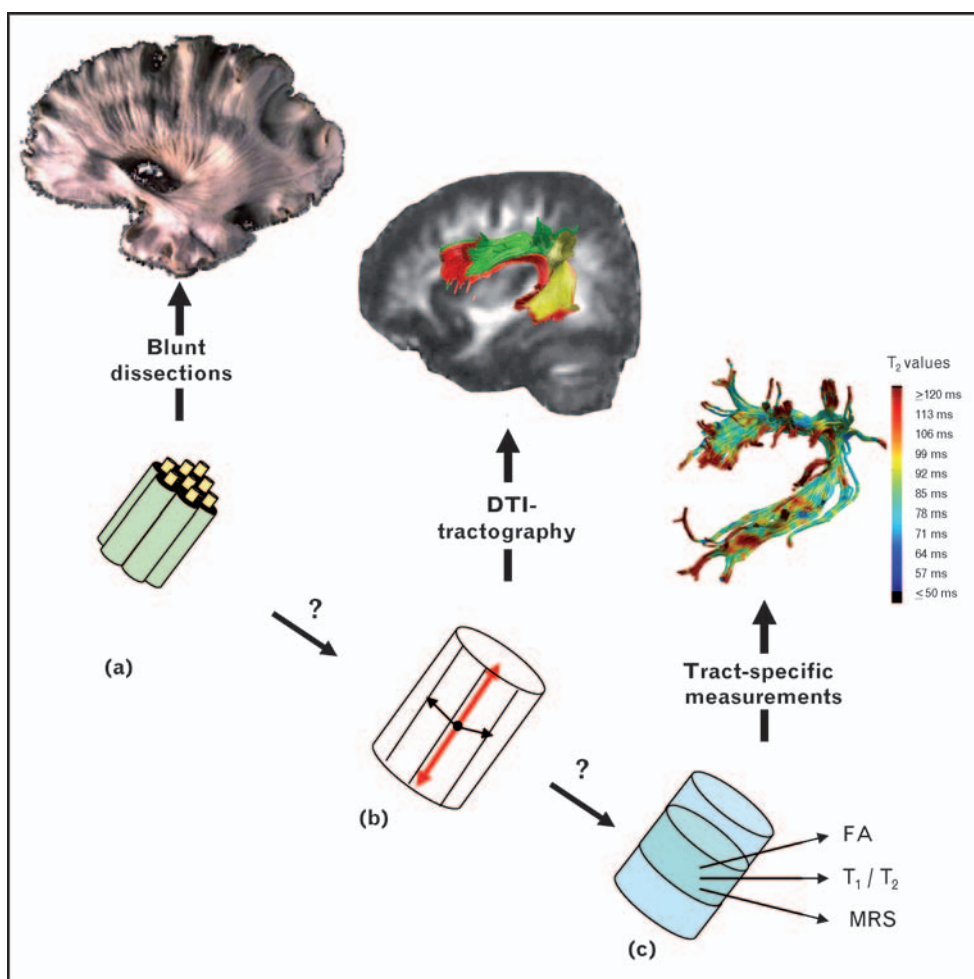 Blunt
dissections
T₂ values
≥120 ms
113 ms
106 ms
99 ms
92 ms
85 ms
78 ms
71 ms
64 ms
57 ms
≤50 ms
DTI-
tractography
?
(a)
Tract-specific
measurements
?
(b)
FA
T₁ / T₂
MRS
(c)